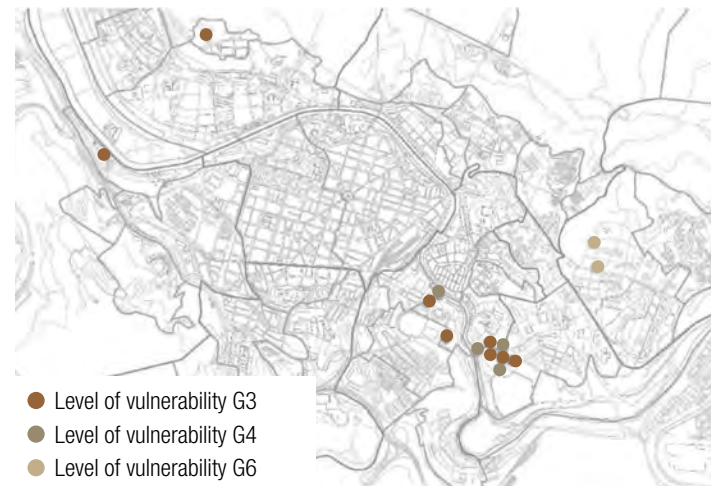 Level of vulnerability G3
Level of vulnerability G4
Level of vulnerability G6